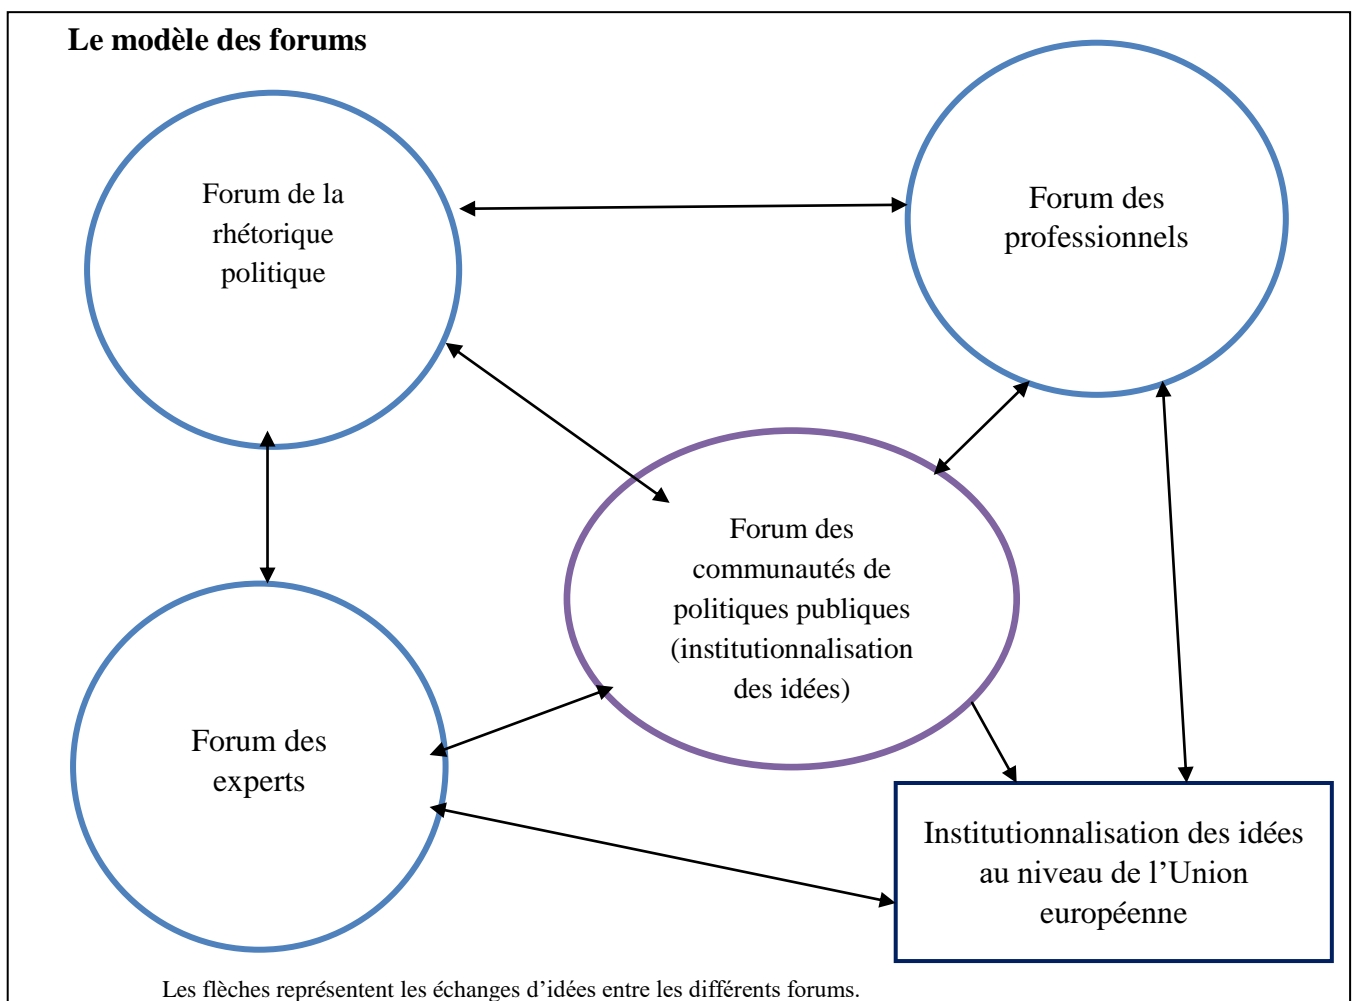 Le modèle des forums
Forum de la
rhétorique
politique
Forum des
professionnels
Forum des
communautés de
politiques publiques
(institutionnalisation
des idées)
Forum des
experts
Institutionnalisation des idées
au niveau de l’Union
européenne
Les flèches représentent les échanges d’idées entre les différents forums.